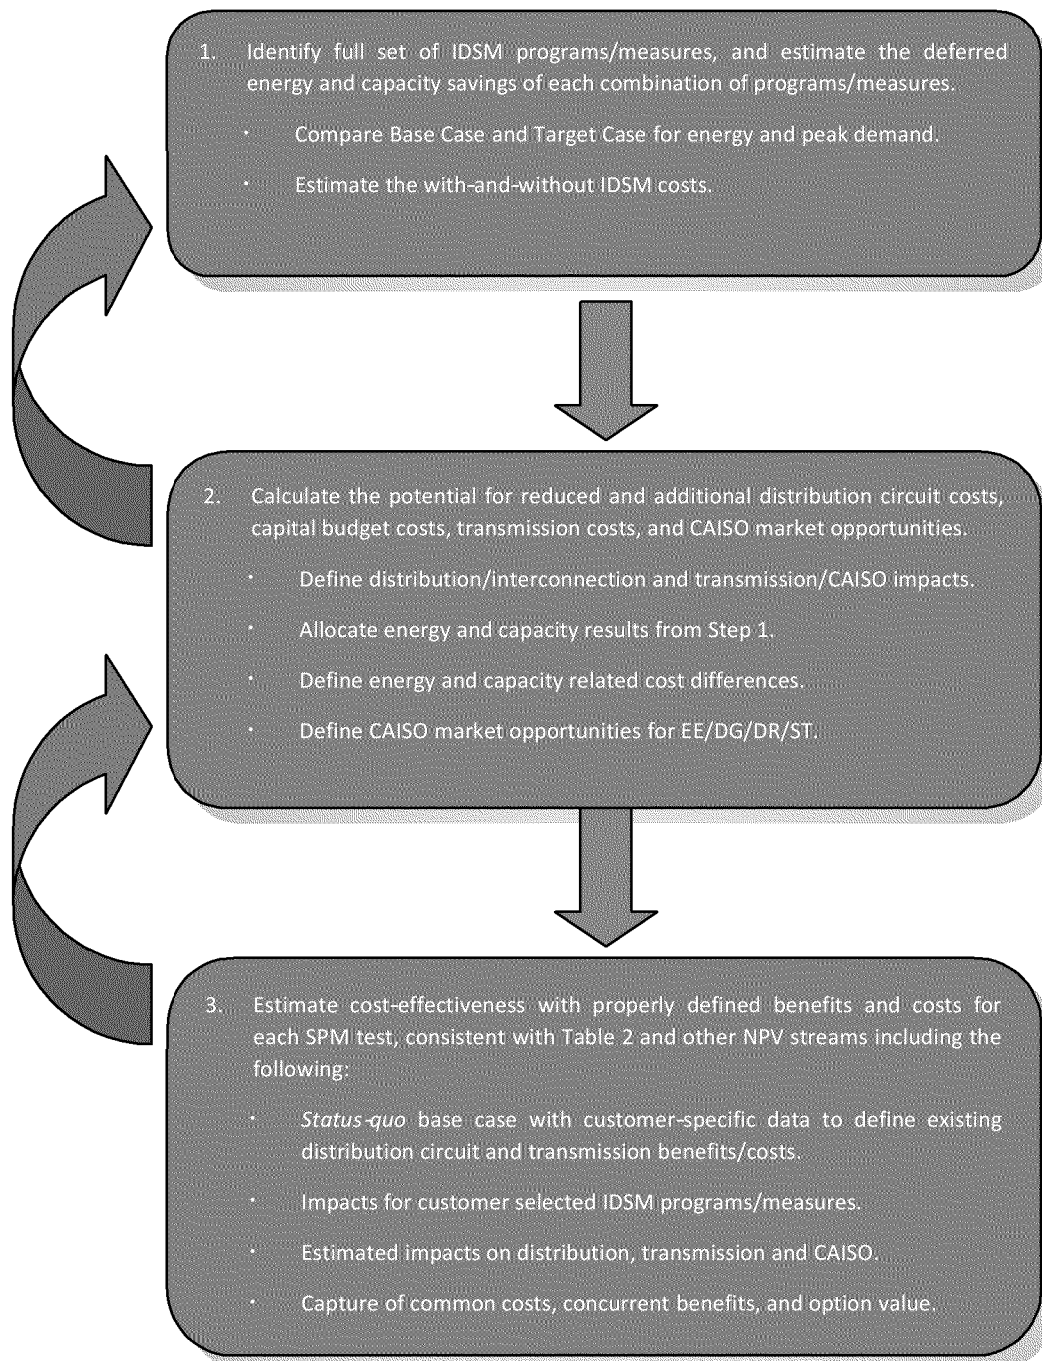 1. Identify full set of IDSM programs/measures, and estimate the deferred
energy and capacity savings of each combination of programs/measures.
· Compare Base Case and Target Case for energy and peak demand.
· Estimate the with-and-without IDSM costs.
2. Calculate the potential for reduced and additional distribution circuit costs,
capital budget costs, transmission costs, and CAISO market opportunities.
· Define distribution/interconnection and transmission/CAISO impacts.
· Allocate energy and capacity results from Step 1.
· Define energy and capacity related cost differences.
· Define CAISO market opportunities for EE/DG/DR/ST.
3. Estimate cost-effectiveness with properly defined benefits and costs for
each SPM test, consistent with Table 2 and other NPV streams including the
following:
· Status-quo base case with customer-specific data to define existing
distribution circuit and transmission benefits/costs.
· Impacts for customer selected IDSM programs/measures.
· Estimated impacts on distribution, transmission and CAISO.
· Capture of common costs, concurrent benefits, and option value.